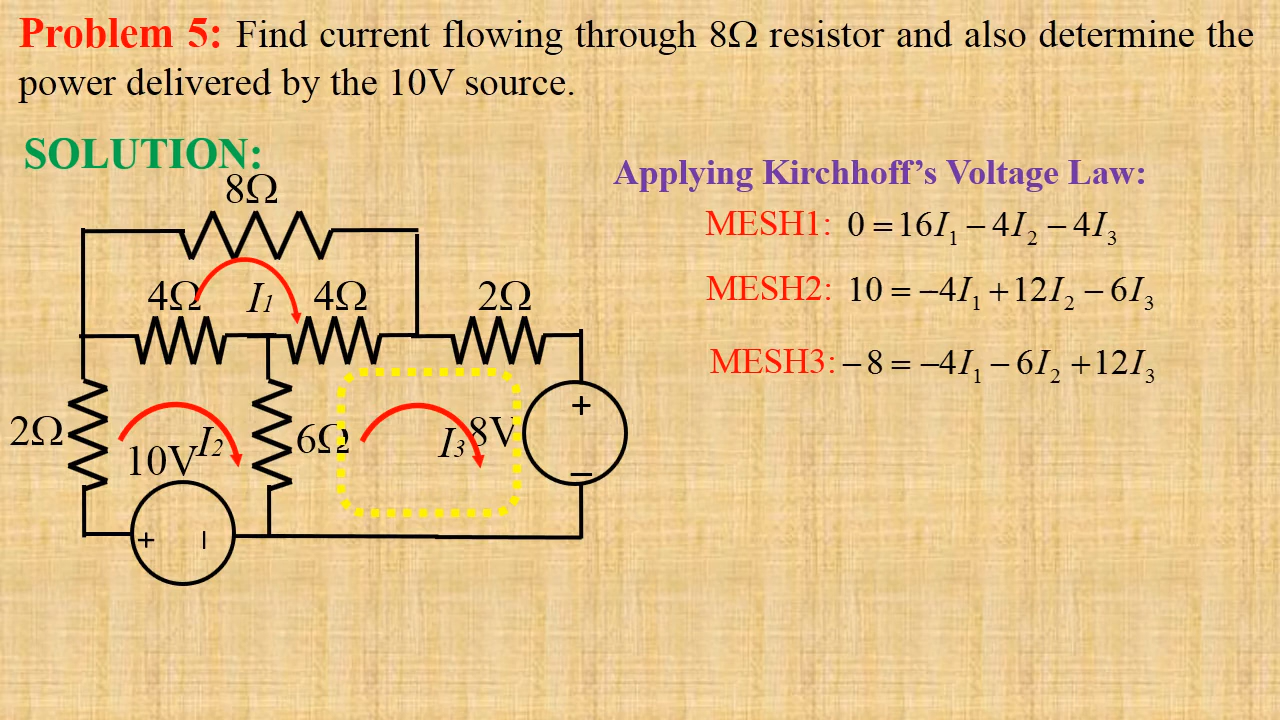 Problem 5: Find current flowing through 8Ω resistor and also determine the
power delivered by the 10V source.
SOLUTION:
Applying Kirchhoff’s Voltage Law:
MESH1: 0 = 16I₁ − 4I₂ − 4I₃
MESH2: 10 = −4I₁ + 12I₂ − 6I₃
MESH3: −8 = −4I₁ − 6I₂ + 12I₃
8Ω
4Ω I₁ 4Ω 2Ω
2Ω 10V I₂ 6Ω I₃ 8V
+ −
+ −